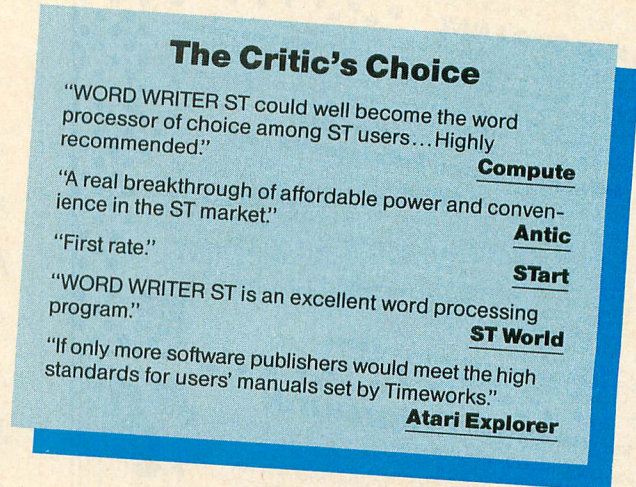 The Critic's Choice
“WORD WRITER ST could well become the word
processor of choice among ST users...Highly
recommended.”
Compute
“A real breakthrough of affordable power and conven-
ience in the ST market.”
Antic
“First rate.”
STart
“WORD WRITER ST is an excellent word processing
program.”
ST World
“If only more software publishers would meet the high
standards for users' manuals set by Timeworks.”
Atari Explorer